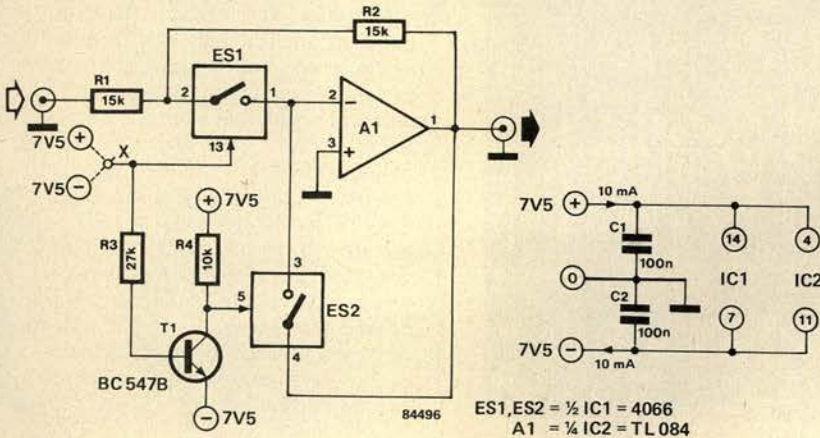 R2
15k
ES1
R1
15k
2
1
2
3
A1
1
13
7V5 +
X
7V5 −
+ 7V5
R3
27k
R4
10k
3
5
ES2
4
T1
BC 547B
− 7V5
84496
10 mA
7V5 +
C1
100n
14
4
0
IC1
IC2
C2
100n
7
11
7V5 −
10 mA
ES1, ES2 = ½ IC1 = 4066
A1 = ¼ IC2 = TL 084